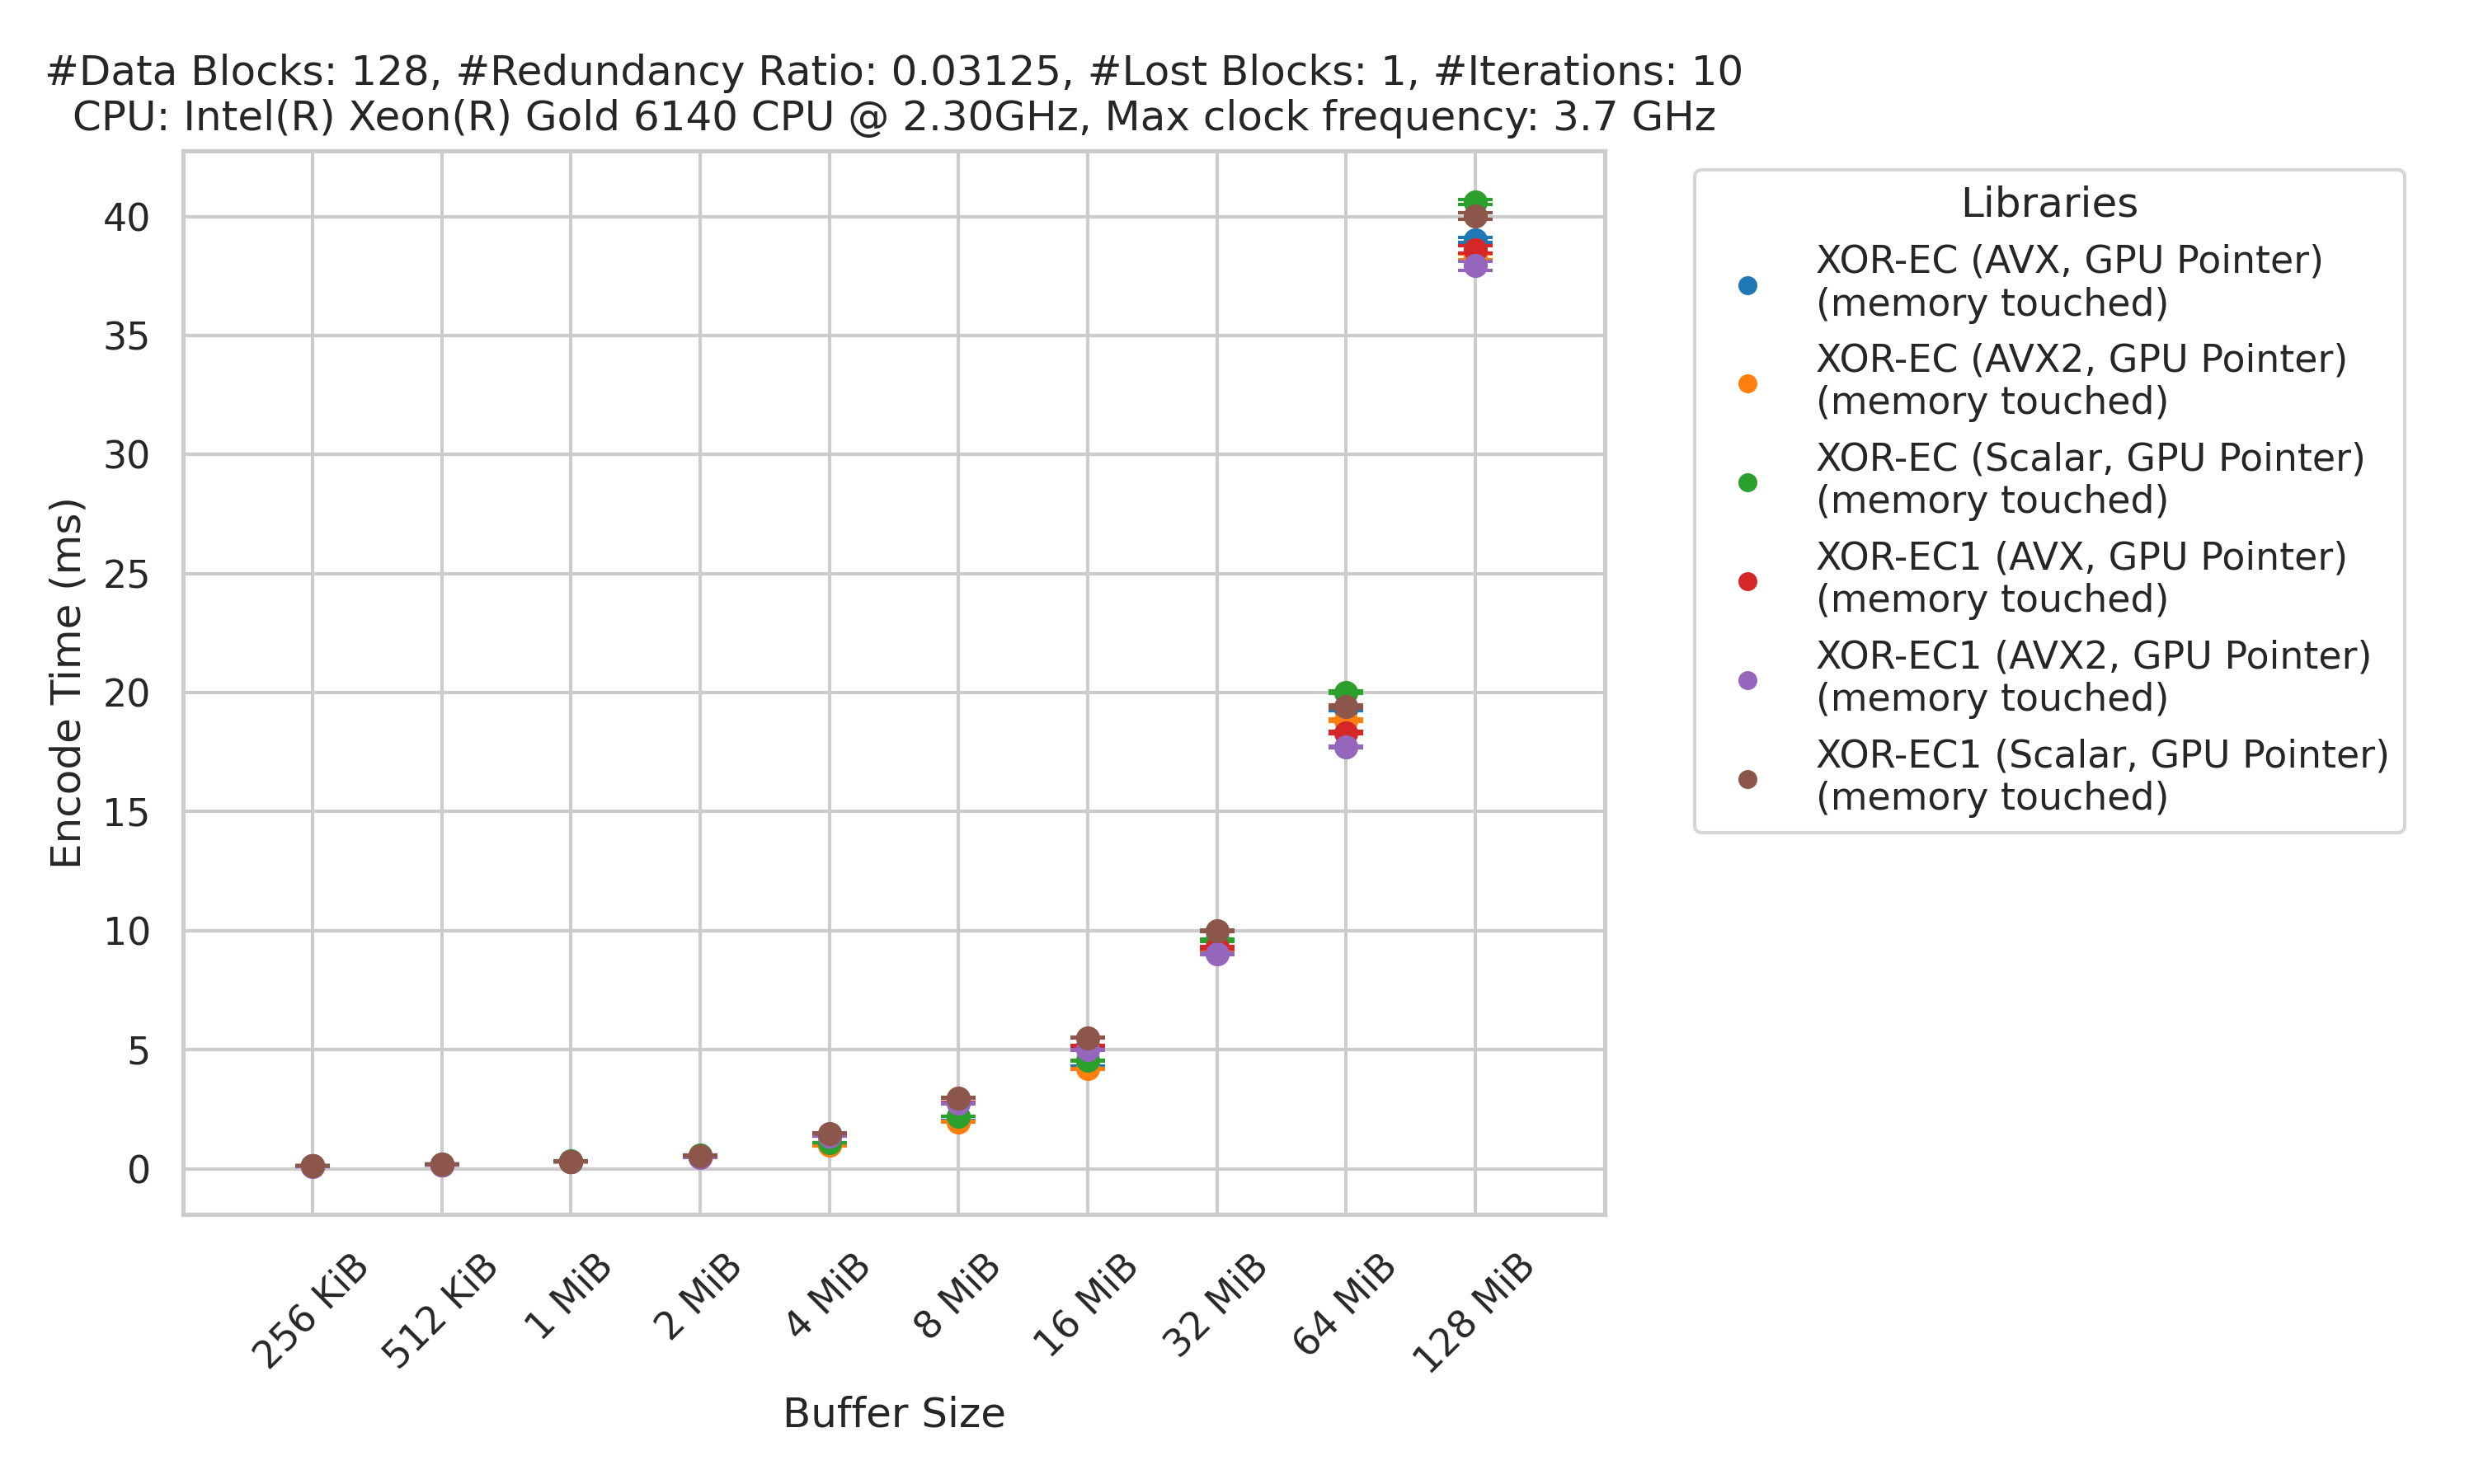 #Data Blocks: 128, #Redundancy Ratio: 0.03125, #Lost Blocks: 1, #Iterations: 10
CPU: Intel(R) Xeon(R) Gold 6140 CPU @ 2.30GHz, Max clock frequency: 3.7 GHz
Encode Time (ms)
40
35
30
25
20
15
10
5
0
256 KiB
512 KiB
1 MiB
2 MiB
4 MiB
8 MiB
16 MiB
32 MiB
64 MiB
128 MiB
Buffer Size
Libraries
XOR-EC (AVX, GPU Pointer)
(memory touched)
XOR-EC (AVX2, GPU Pointer)
(memory touched)
XOR-EC (Scalar, GPU Pointer)
(memory touched)
XOR-EC1 (AVX, GPU Pointer)
(memory touched)
XOR-EC1 (AVX2, GPU Pointer)
(memory touched)
XOR-EC1 (Scalar, GPU Pointer)
(memory touched)